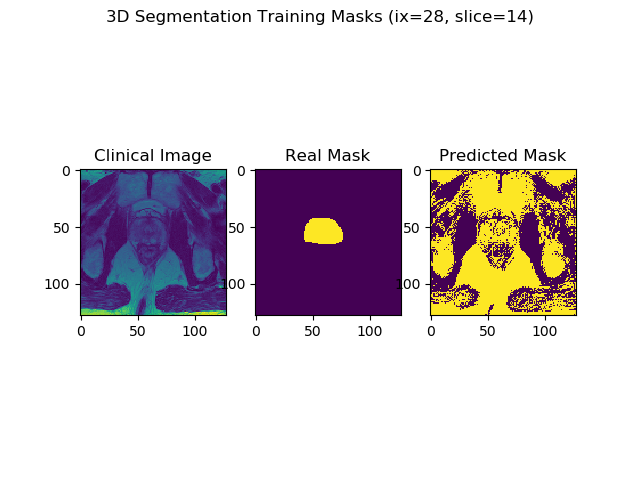 3D Segmentation Training Masks (ix=28, slice=14)
Clinical Image Real Mask Predicted Mask
0 0 0
50 50 50
100 100 100
0 50 100 0 50 100 0 50 100